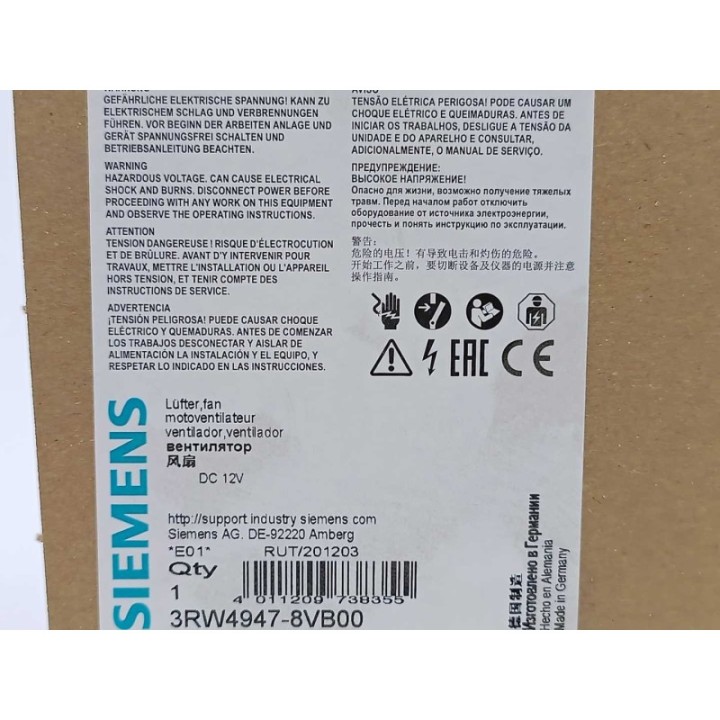 WARNUNG
GEFÄHRLICHE ELEKTRISCHE SPANNUNG! KANN ZU
ELEKTRISCHEM SCHLAG UND VERBRENNUNGEN
FÜHREN. VOR BEGINN DER ARBEITEN ANLAGE UND
GERÄT SPANNUNGSFREI SCHALTEN UND
BETRIEBSANLEITUNG BEACHTEN.
WARNING
HAZARDOUS VOLTAGE. CAN CAUSE ELECTRICAL
SHOCK AND BURNS. DISCONNECT POWER BEFORE
PROCEEDING WITH ANY WORK ON THIS EQUIPMENT
AND OBSERVE THE OPERATING INSTRUCTIONS.
ATTENTION
TENSION DANGEREUSE ! RISQUE D'ÉLECTROCUTION
ET DE BRÛLURE. AVANT D'Y INTERVENIR POUR
TRAVAUX, METTRE L'INSTALLATION OU L'APPAREIL
HORS TENSION, ET TENIR COMPTE DES
INSTRUCTIONS DE SERVICE.
ADVERTENCIA
¡TENSIÓN PELIGROSA! PUEDE CAUSAR CHOQUE
ELÉCTRICO Y QUEMADURAS. ANTES DE COMENZAR
LOS TRABAJOS DESCONECTAR Y AISLAR DE
ALIMENTACIÓN LA INSTALACIÓN Y EL EQUIPO, Y
RESPETAR LO INDICADO EN LAS INSTRUCCIONES.
AVISO
TENSÃO ELÉTRICA PERIGOSA! PODE CAUSAR UM
CHOQUE ELÉTRICO E QUEIMADURAS. ANTES DE
INICIAR OS TRABALHOS, DESLIGUE A TENSÃO DA
UNIDADE E DO APARELHO E CONSULTAR,
ADICIONALMENTE, O MANUAL DE SERVIÇO.
ПРЕДУПРЕЖДЕНИЕ:
ВЫСОКОЕ НАПРЯЖЕНИЕ!
Опасно для жизни, возможно получение тяжелых
травм. Перед началом работ отключить
оборудование от источника электроэнергии,
прочесть и понять инструкцию по эксплуатации.
警告:
危险的电压! 有导致电击和灼伤的危险。
开始工作之前, 要切断设备及仪器的电源并注意
操作指南。
EAC CE
SIEMENS
Lüfter,fan
motoventilateur
ventilador,ventilador
вентилятор
风扇
DC 12V
http://support.industry siemens com
Siemens AG. DE-92220 Amberg
*E01* RUT/201203
Qty
1
4 011209 738355
3RW4947-8VB00
德国制造
Изготовлено в Германии
Hecho en Alemania
Made in Germany